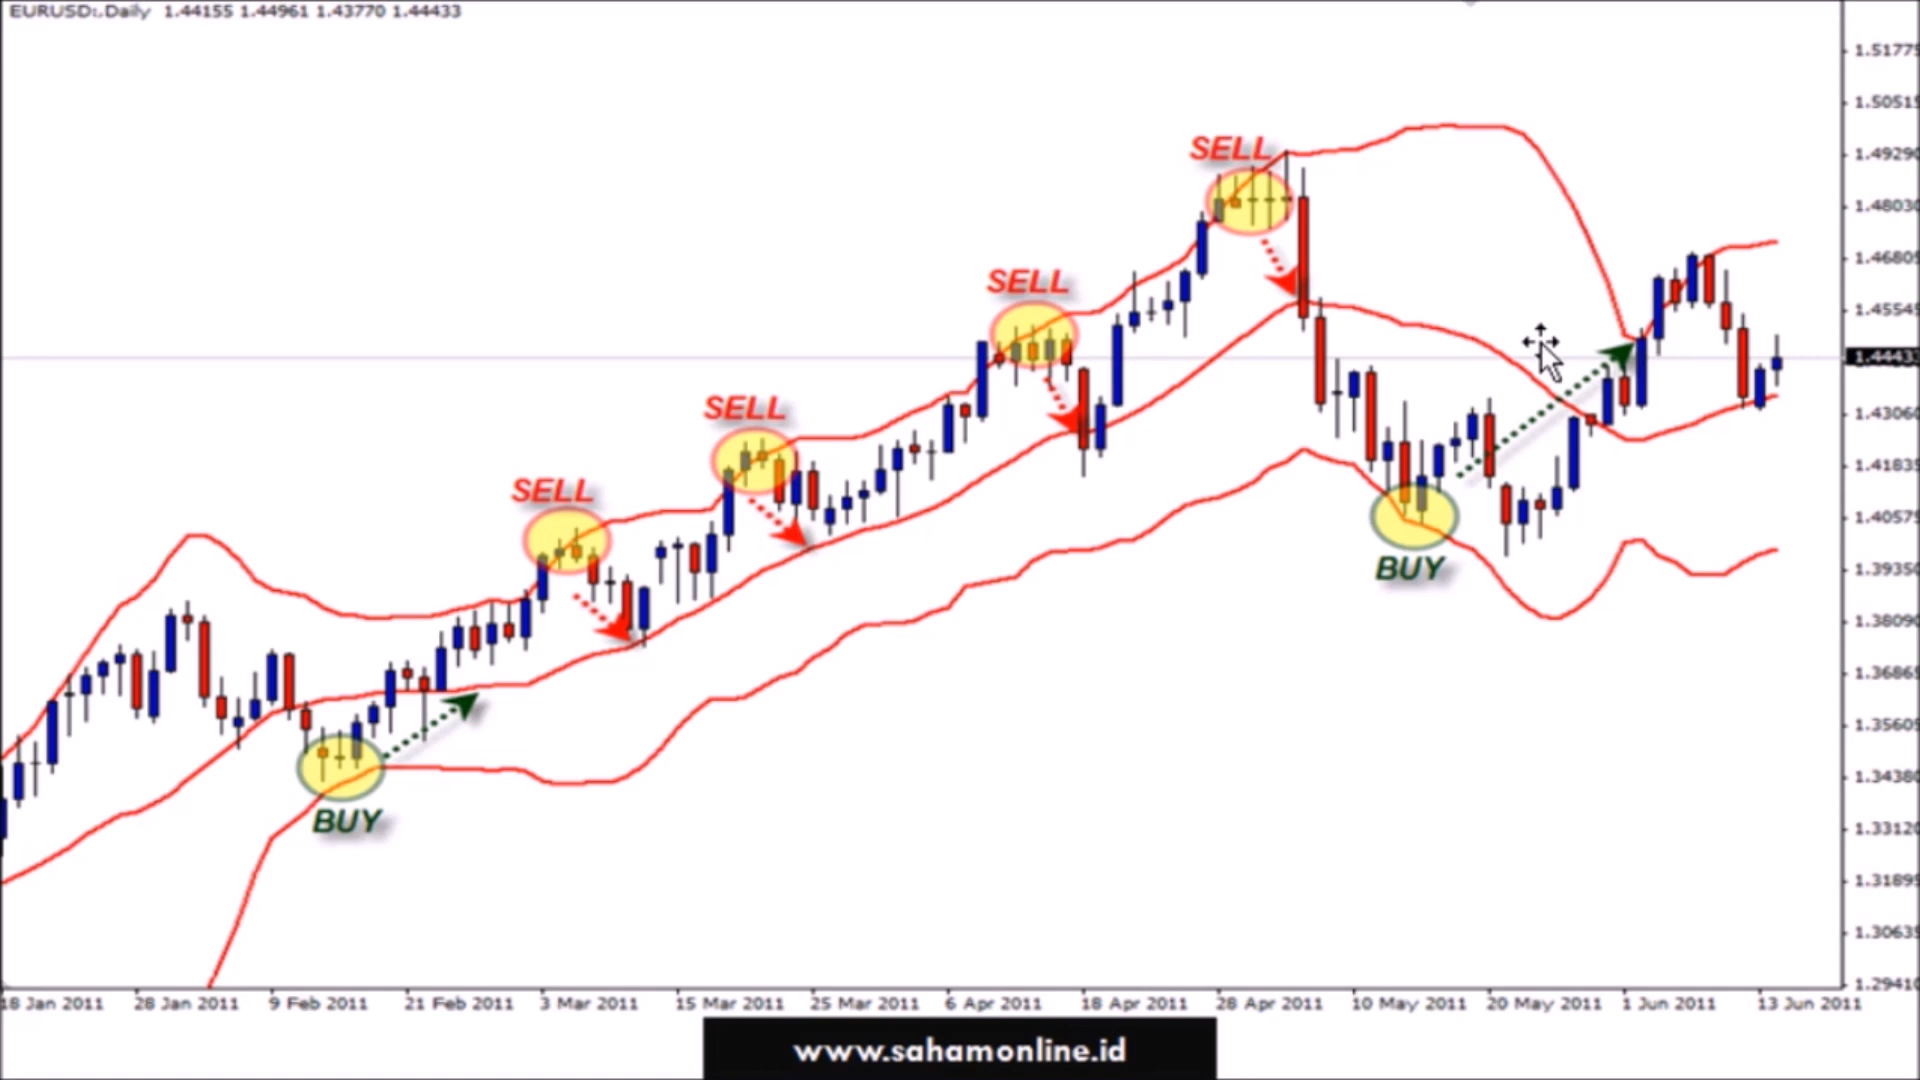 EURUSD:.Daily 1.44155 1.44961 1.43770 1.44433
1.51775
1.50515
SELL
1.49290
1.48030
1.46805
SELL
1.45545
1.44433
SELL
1.43060
1.41835
SELL
1.40575
BUY
1.39350
1.38090
1.36865
1.35605
1.34380
BUY
1.33120
1.31895
1.30635
1.29410
18 Jan 2011 28 Jan 2011 9 Feb 2011 21 Feb 2011 3 Mar 2011 15 Mar 2011 25 Mar 2011 6 Apr 2011 18 Apr 2011 28 Apr 2011 10 May 2011 20 May 2011 1 Jun 2011 13 Jun 2011
www.sahamonline.id